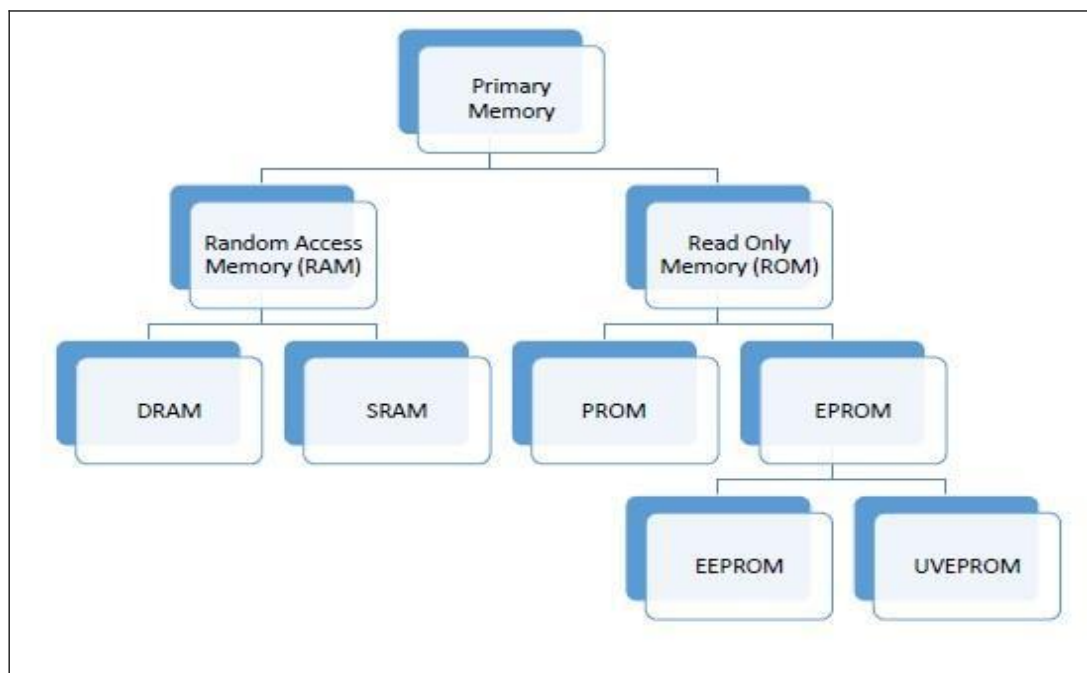 Primary
Memory
Random Access
Memory (RAM)
Read Only
Memory (ROM)
DRAM
SRAM
PROM
EPROM
EEPROM
UVEPROM